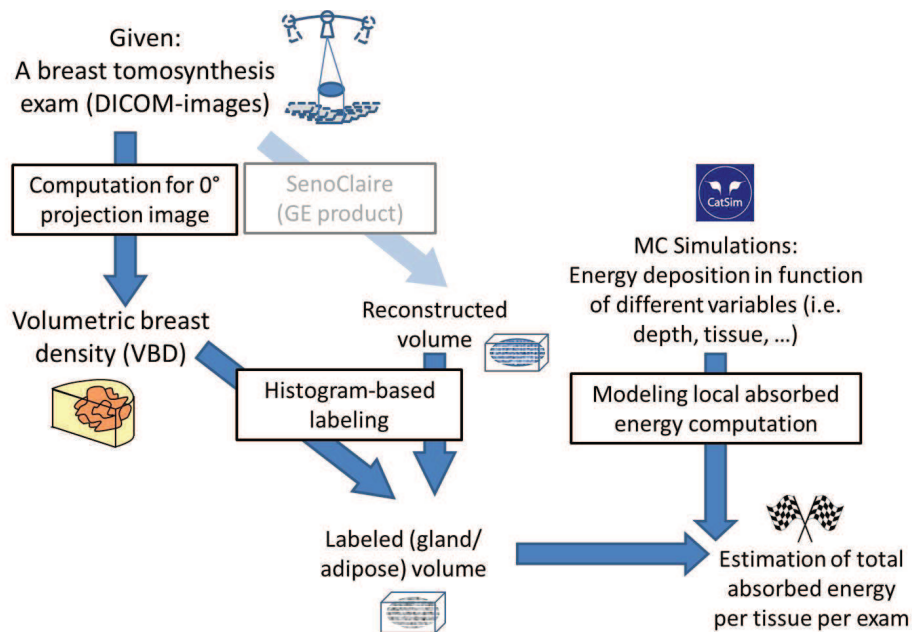 Given:
A breast tomosynthesis
exam (DICOM-images)
Computation for 0°
projection image
SenoClaire
(GE product)
CatSim
MC Simulations:
Energy deposition in function
of different variables (i.e.
depth, tissue, ...)
Volumetric breast
density (VBD)
Reconstructed
volume
Histogram-based
labeling
Modeling local absorbed
energy computation
Labeled (gland/
adipose) volume
Estimation of total
absorbed energy
per tissue per exam